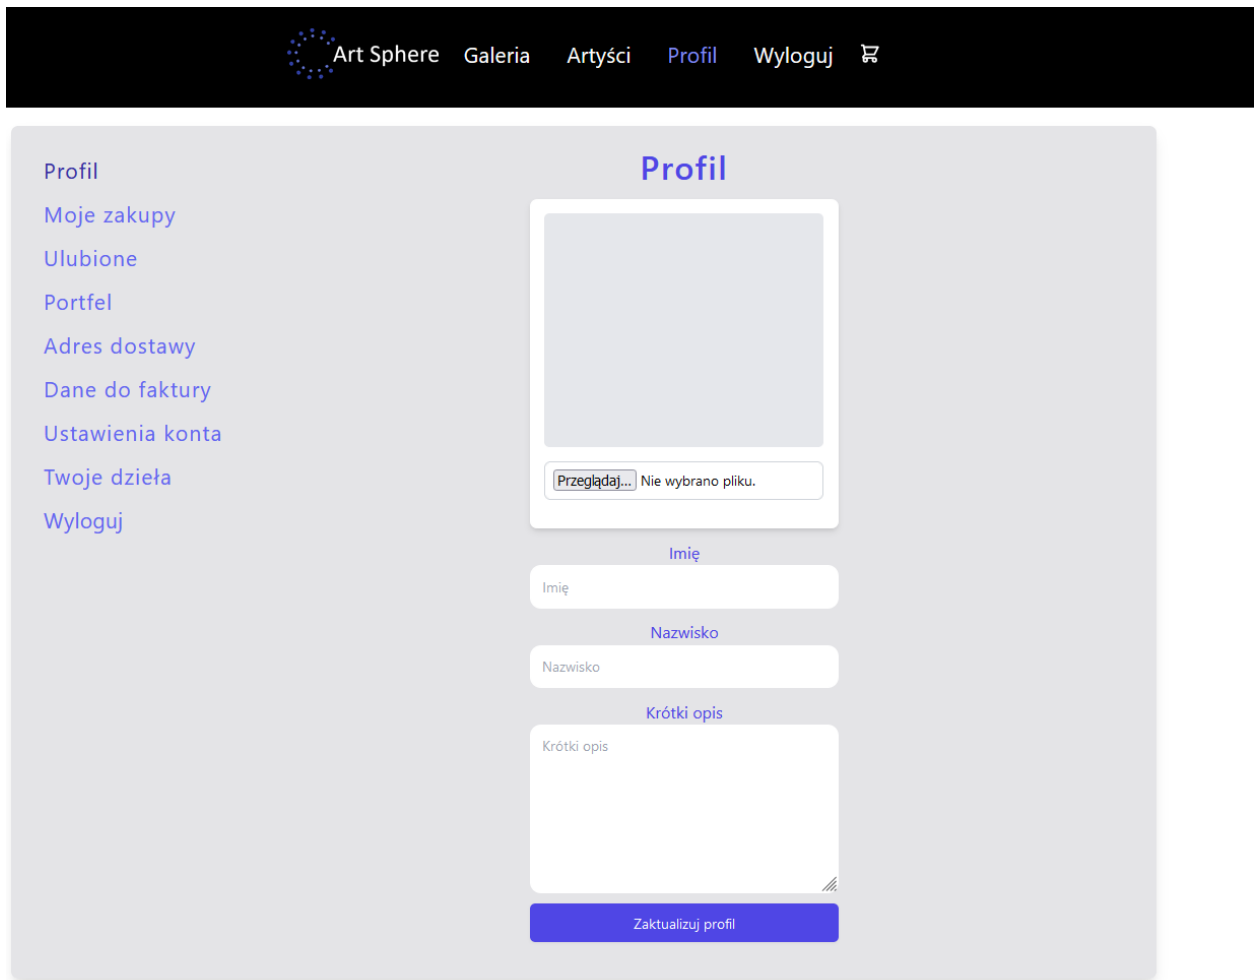 Art Sphere Galeria Artyści Profil Wyloguj
Profil
Moje zakupy
Ulubione
Portfel
Adres dostawy
Dane do faktury
Ustawienia konta
Twoje dzieła
Wyloguj
Profil
Przeglądaj... Nie wybrano pliku.
Imię
Imię
Nazwisko
Nazwisko
Krótki opis
Krótki opis
Zaktualizuj profil